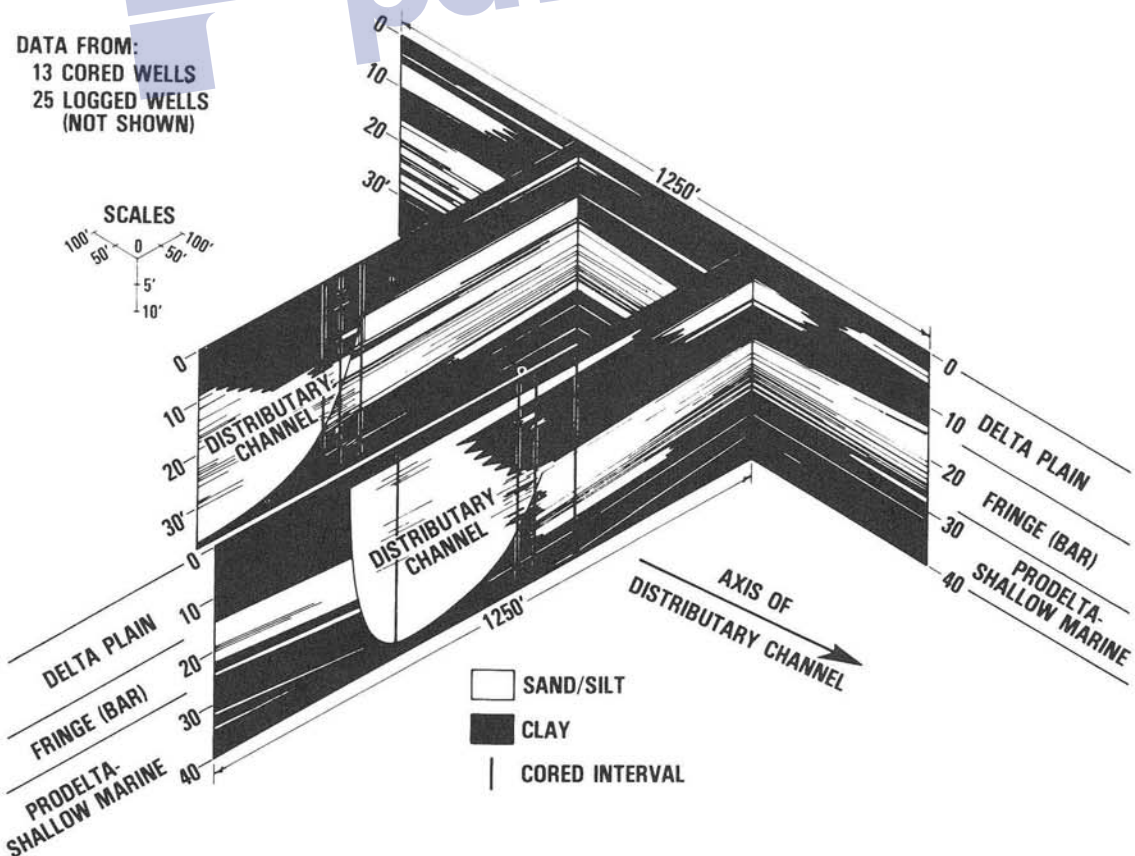 DATA FROM:
13 CORED WELLS
25 LOGGED WELLS
(NOT SHOWN)
SCALES
100'
50'
0
50'
100'
5'
10'
0
10
20
30'
1250'
0
10
20
30'
DISTRIBUTARY
CHANNEL
0
10
20
30
40
DISTRIBUTARY
CHANNEL
1250'
0
10
20
30
40
DELTA PLAIN
FRINGE (BAR)
PRODELTA-
SHALLOW MARINE
DELTA PLAIN
FRINGE (BAR)
PRODELTA-
SHALLOW MARINE
AXIS OF
DISTRIBUTARY CHANNEL
SAND/SILT
CLAY
CORED INTERVAL